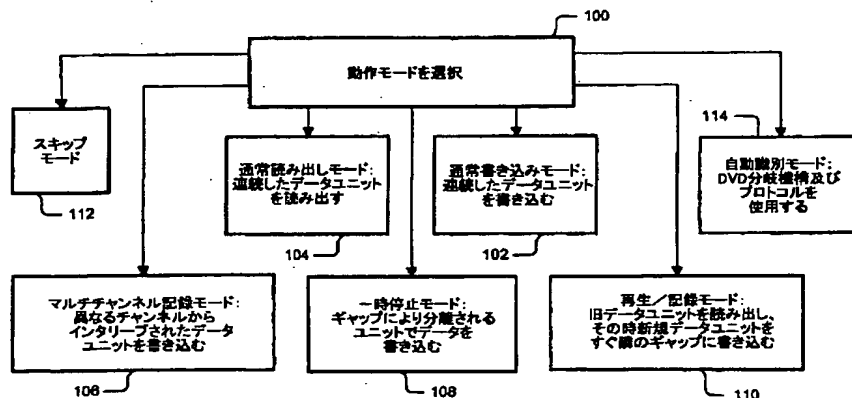 100
動作モードを選択
スキップ
モード
112
通常読み出しモード:
連続したデータユニット
を読み出す
104
通常書き込みモード:
連続したデータユニット
を書き込む
102
114
自動識別モード:
DVD分岐機構及び
プロトコルを
使用する
マルチチャンネル記録モード:
異なるチャンネルから
インタリーブされたデータ
ユニットを書き込む
106
一時停止モード:
ギャップにより分離される
ユニットでデータを
書き込む
108
再生/記録モード:
旧データユニットを読み出し、
その時新規データユニットを
すぐ隣のギャップに書き込む
110